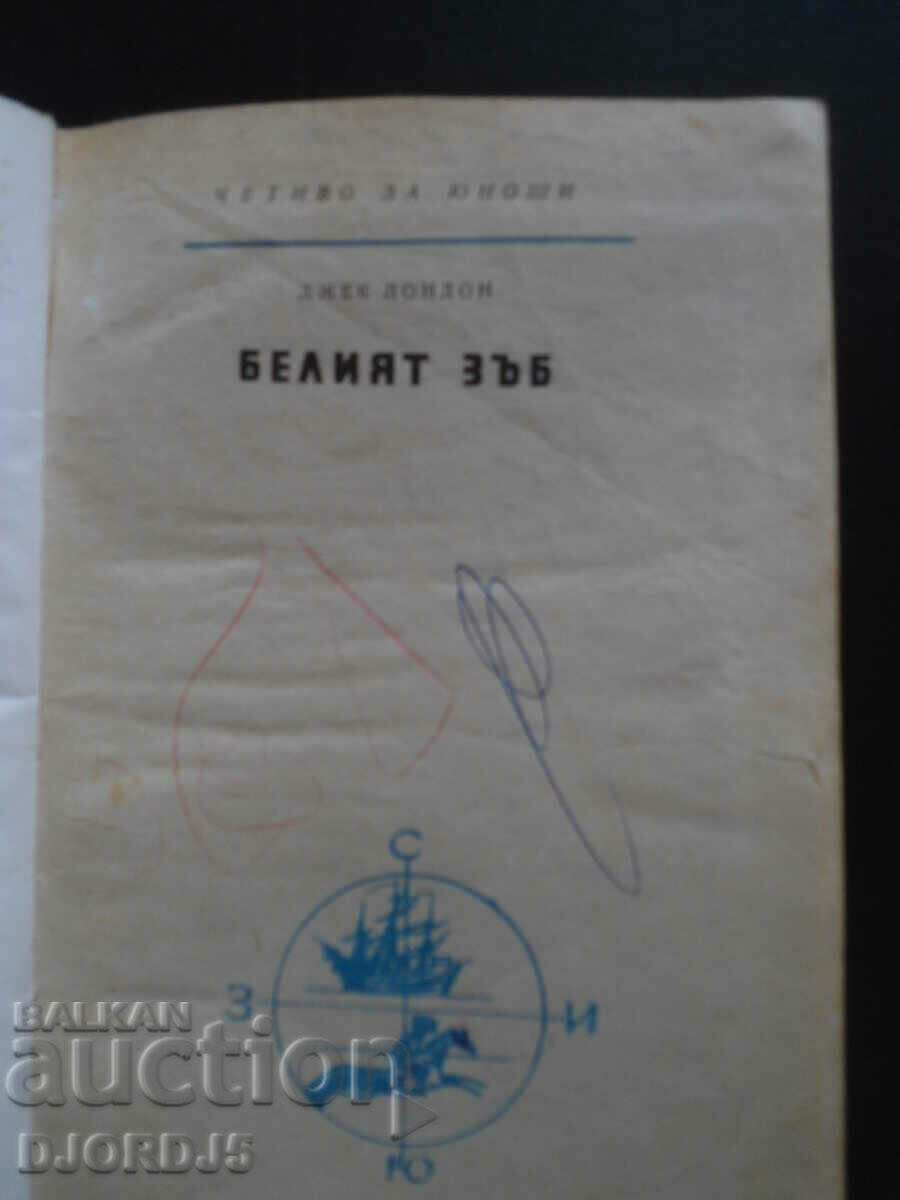 ЧЕТИВО ЗА ЮНОШИ
ДЖЕК ЛОНДОН
БЕЛИЯТ ЗЪБ
С
З И
Ю
BALKAN
auction
DJORDJ5